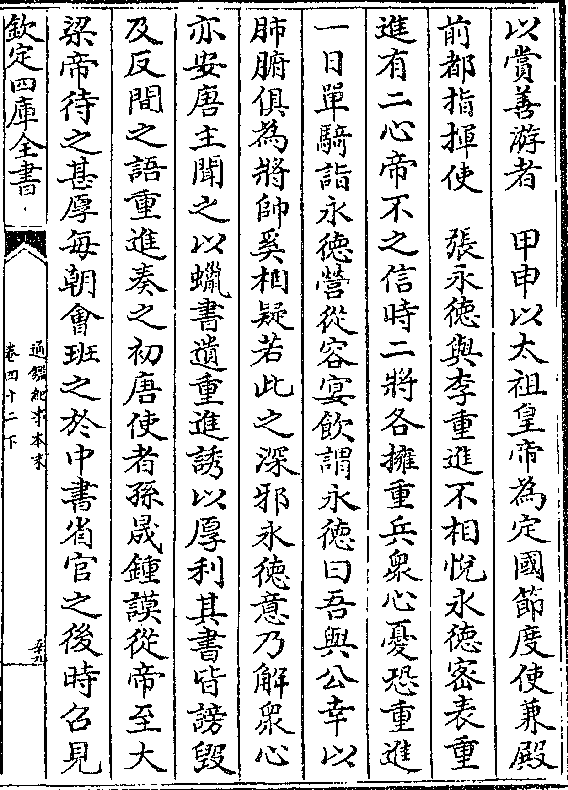 以賞善游者　甲申以太祖皇帝為定國節度使兼殿
前都指揮使　張永德與李重進不相悦永德密表重
進有二心帝不之信時二將各擁重兵衆心憂恐重進
一日單騎詣永德營從容宴飲謂永德曰吾與公幸以
肺腑俱為將帥奚相疑若此之深邪永德意乃解衆心
亦安唐主聞之以蠟書遺重進誘以厚利其書皆謗毁
及反間之語重進奏之初唐使者孫晟鍾謨從帝至大
梁帝待之甚厚每朝會班之於中書省官之後時召見
欽定四庫全書
通鑑紀事本末
卷四十二下